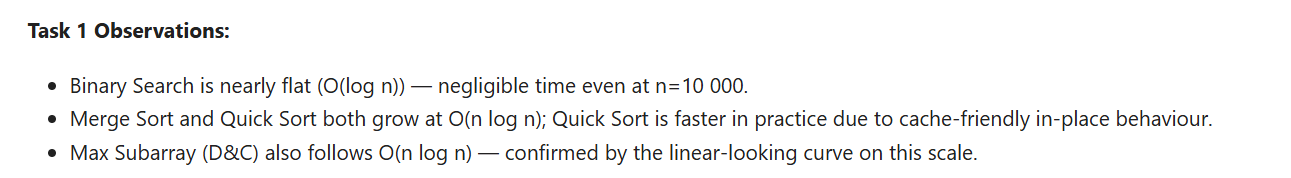 Task 1 Observations:
• Binary Search is nearly flat (O(log n)) — negligible time even at n=10 000.
• Merge Sort and Quick Sort both grow at O(n log n); Quick Sort is faster in practice due to cache-friendly in-place behaviour.
• Max Subarray (D&C) also follows O(n log n) — confirmed by the linear-looking curve on this scale.